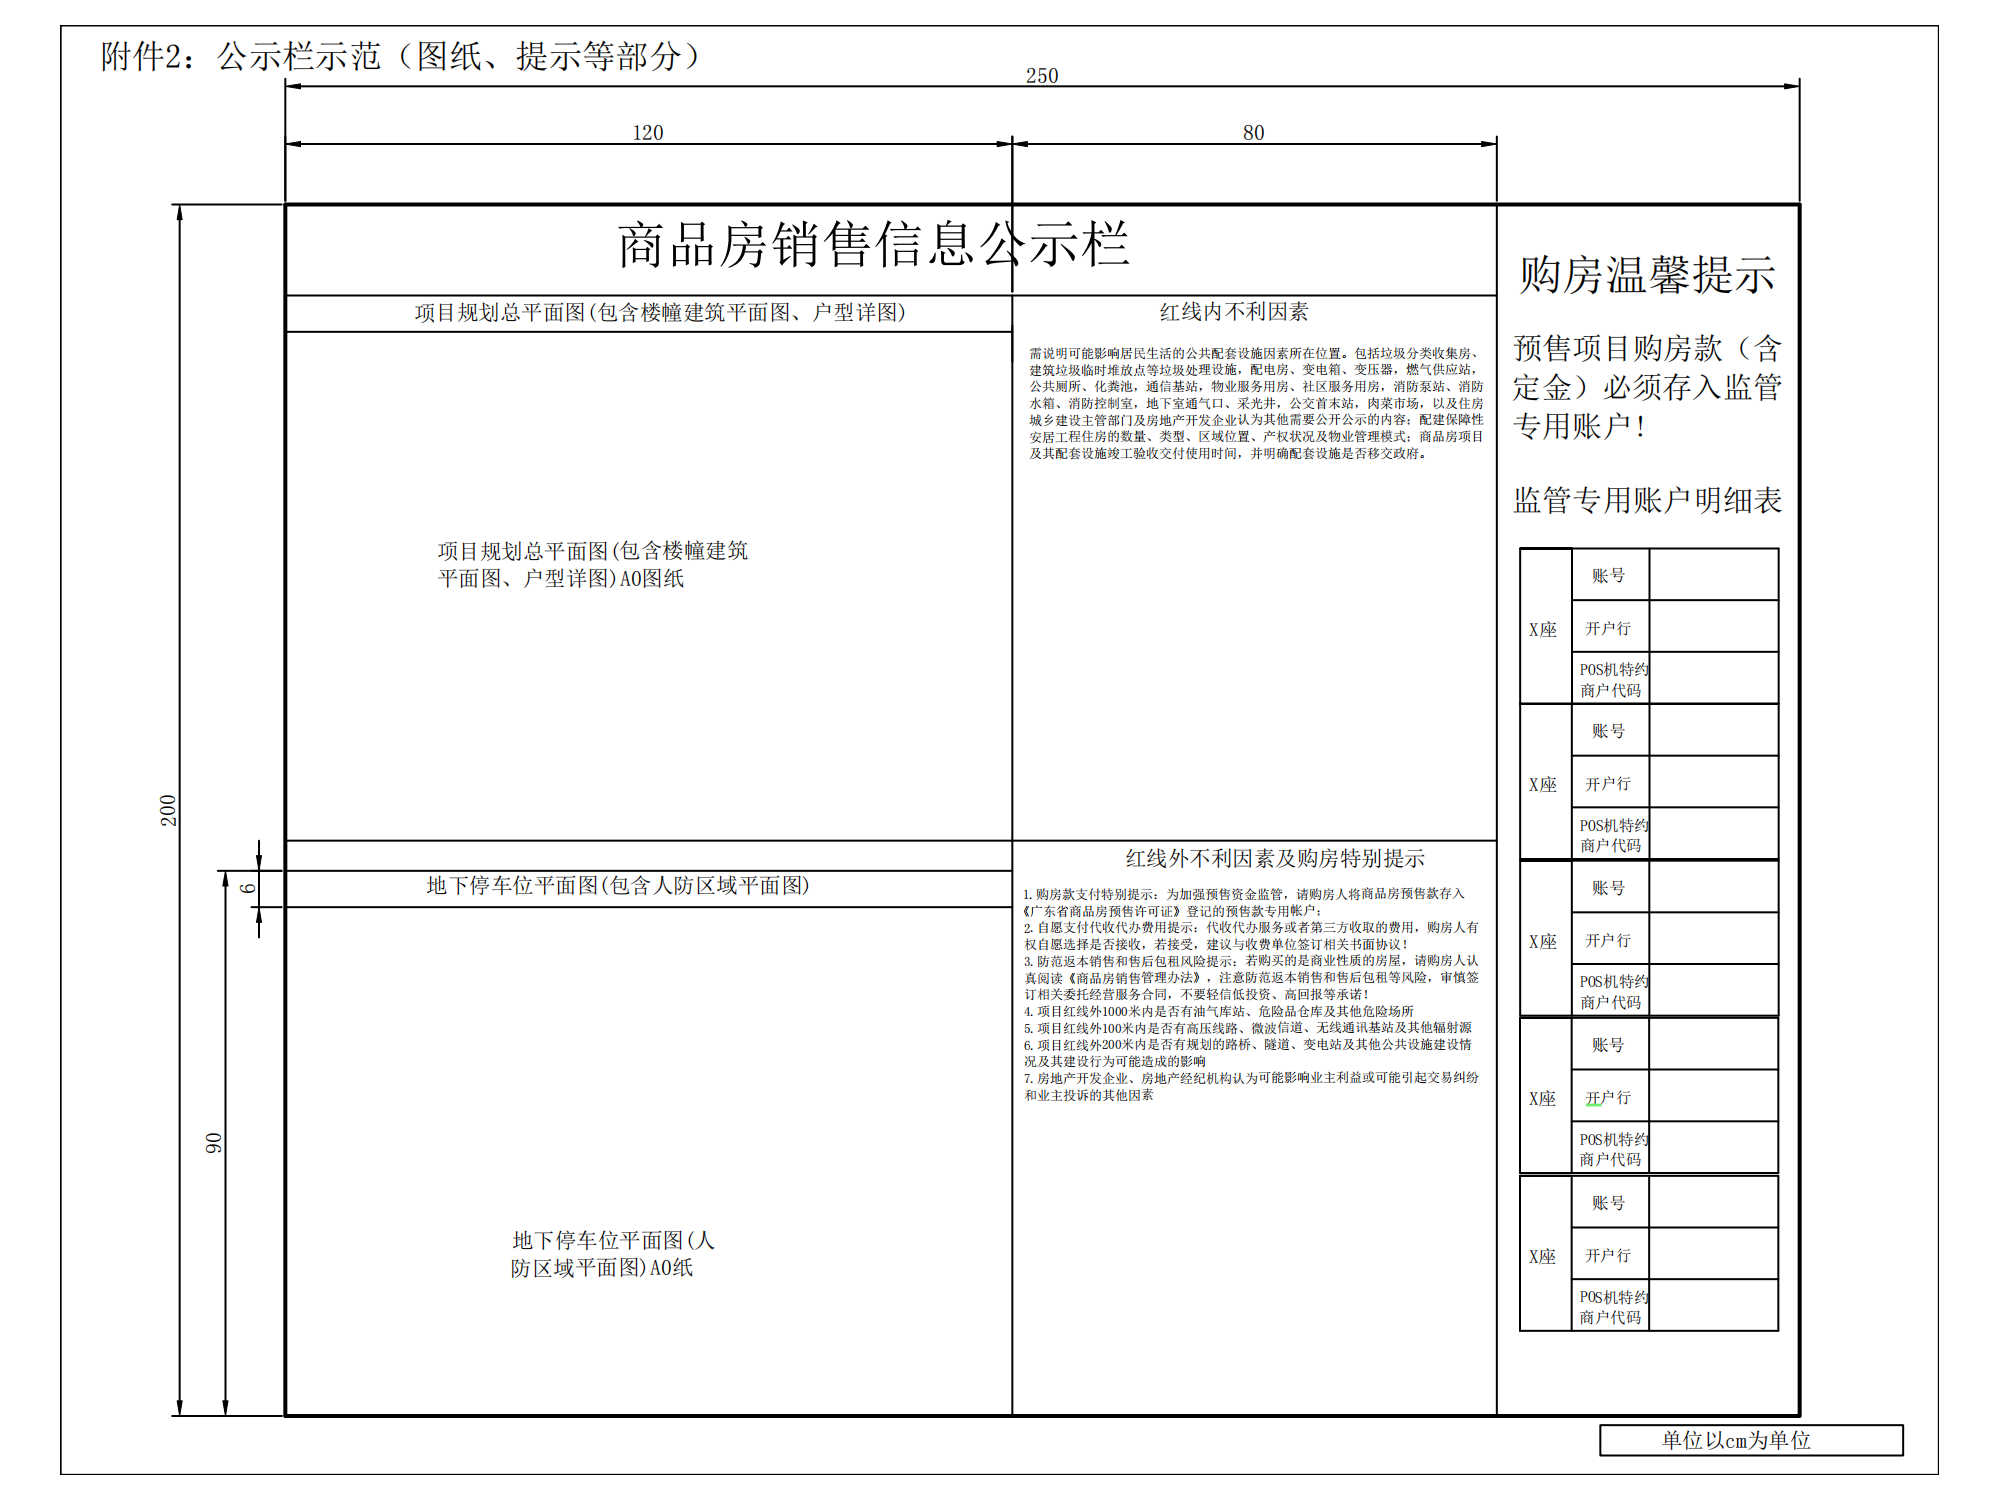 附件2：公示栏示范（图纸、提示等部分）
250
120
80
商品房销售信息公示栏
项目规划总平面图(包含楼幢建筑平面图、户型详图)
项目规划总平面图(包含楼幢建筑
平面图、户型详图)A0图纸
200
6
90
地下停车位平面图(包含人防区域平面图)
地下停车位平面图(人
防区域平面图)A0纸
红线内不利因素
需说明可能影响居民生活的公共配套设施因素所在位置。包括垃圾分类收集房、
建筑垃圾临时堆放点等垃圾处理设施，配电房、变电箱、变压器，燃气供应站，
公共厕所、化粪池，通信基站，物业服务用房、社区服务用房，消防泵站、消防
水箱、消防控制室，地下室通气口、采光井，公交首末站，肉菜市场，以及住房
城乡建设主管部门及房地产开发企业认为其他需要公开公示的内容；配建保障性
安居工程住房的数量、类型、区域位置、产权状况及物业管理模式；商品房项目
及其配套设施竣工验收交付使用时间，并明确配套设施是否移交政府。
红线外不利因素及购房特别提示
1.购房款支付特别提示：为加强预售资金监管，请购房人将商品房预售款存入
《广东省商品房预售许可证》登记的预售款专用帐户；
2.自愿支付代收代办费用提示：代收代办服务或者第三方收取的费用，购房人有
权自愿选择是否接收，若接受，建议与收费单位签订相关书面协议！
3.防范返本销售和售后包租风险提示：若购买的是商业性质的房屋，请购房人认
真阅读《商品房销售管理办法》，注意防范返本销售和售后包租等风险，审慎签
订相关委托经营服务合同，不要轻信低投资、高回报等承诺！
4.项目红线外1000米内是否有油气库站、危险品仓库及其他危险场所
5.项目红线外100米内是否有高压线路、微波信道、无线通讯基站及其他辐射源
6.项目红线外200米内是否有规划的路桥、隧道、变电站及其他公共设施建设情
况及其建设行为可能造成的影响
7.房地产开发企业、房地产经纪机构认为可能影响业主利益或可能引起交易纠纷
和业主投诉的其他因素
购房温馨提示
预售项目购房款（含
定金）必须存入监管
专用账户！
监管专用账户明细表
X座
账号
开户行
POS机特约
商户代码
X座
账号
开户行
POS机特约
商户代码
X座
账号
开户行
POS机特约
商户代码
X座
账号
开户行
POS机特约
商户代码
X座
账号
开户行
POS机特约
商户代码
单位以cm为单位